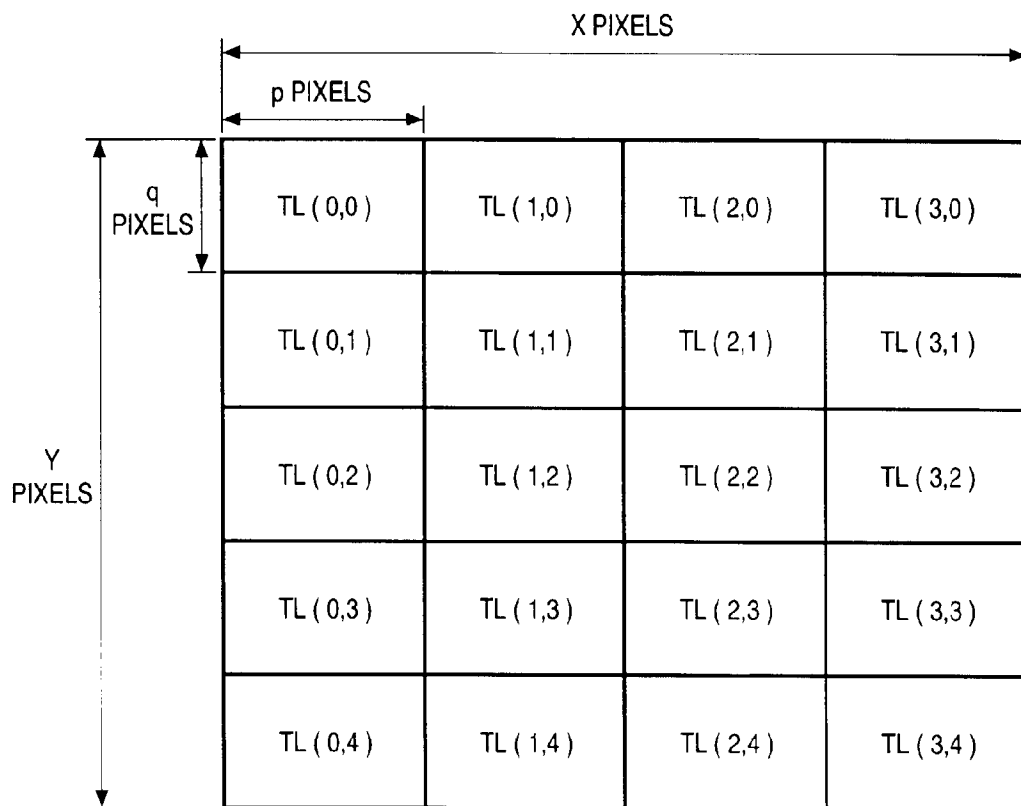 X PIXELS
p PIXELS
q
PIXELS
TL ( 0,0 ) TL ( 1,0 ) TL ( 2,0 ) TL ( 3,0 )
TL ( 0,1 ) TL ( 1,1 ) TL ( 2,1 ) TL ( 3,1 )
Y
PIXELS
TL ( 0,2 ) TL ( 1,2 ) TL ( 2,2 ) TL ( 3,2 )
TL ( 0,3 ) TL ( 1,3 ) TL ( 2,3 ) TL ( 3,3 )
TL ( 0,4 ) TL ( 1,4 ) TL ( 2,4 ) TL ( 3,4 )